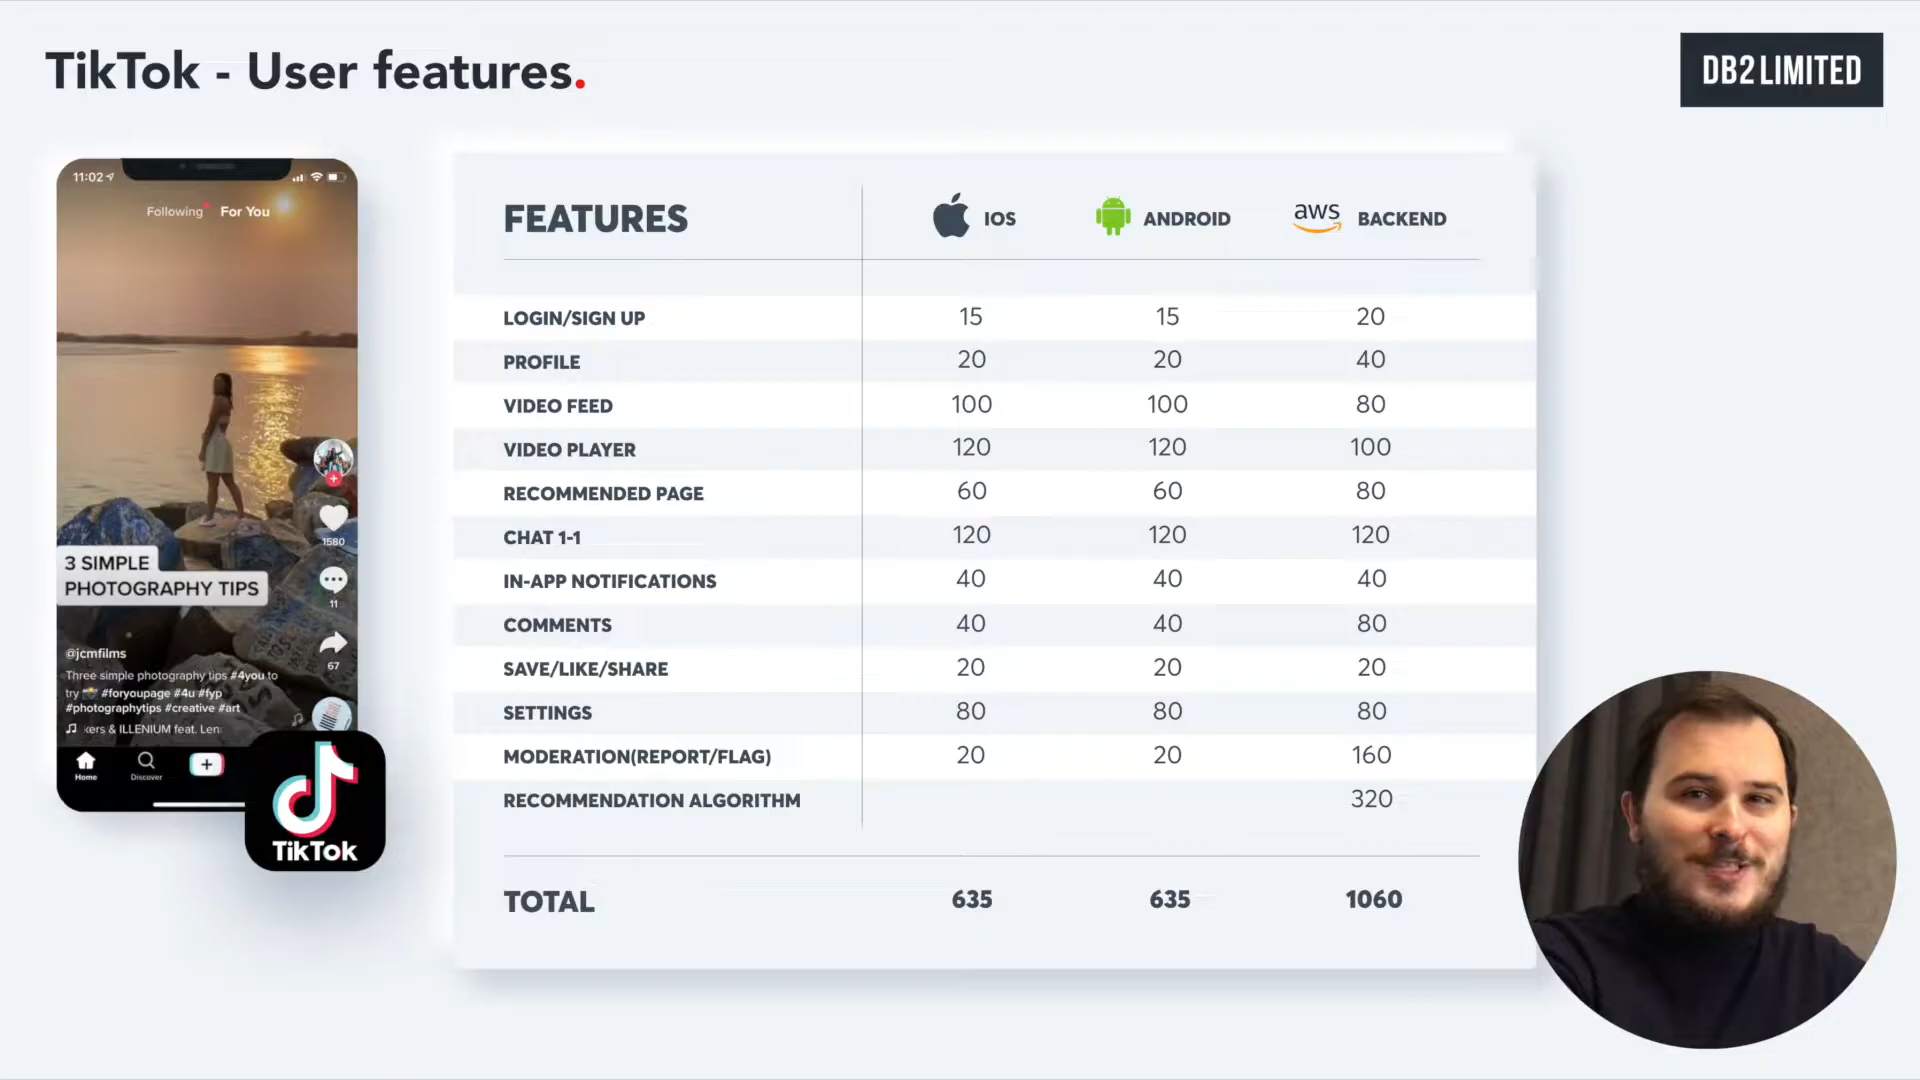 TikTok - User features.
DB2 LIMITED
11:02
Following For You
1580
11
67
3 SIMPLE
PHOTOGRAPHY TIPS
@jcmfilms
Three simple photography tips #4you to
try #foryoupage #4u #fyp
#photographytips #creative #art
kers & ILLENIUM feat. Len
Home
Discover
TikTok
FEATURES IOS ANDROID aws BACKEND
LOGIN/SIGN UP 15 15 20
PROFILE 20 20 40
VIDEO FEED 100 100 80
VIDEO PLAYER 120 120 100
RECOMMENDED PAGE 60 60 80
CHAT 1-1 120 120 120
IN-APP NOTIFICATIONS 40 40 40
COMMENTS 40 40 80
SAVE/LIKE/SHARE 20 20 20
SETTINGS 80 80 80
MODERATION(REPORT/FLAG) 20 20 160
RECOMMENDATION ALGORITHM 320
TOTAL 635 635 1060